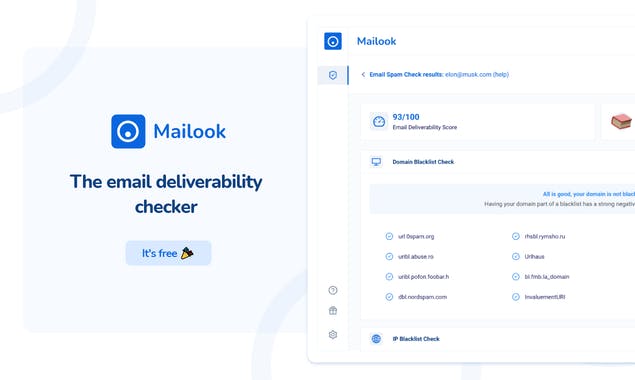 Mailook
The email deliverability
checker
It's free
Mailook
Email Spam Check results: elon@musk.com (help)
93/100
Email Deliverability Score
Domain Blacklist Check
All is good, your domain is not blac
Having your domain part of a blacklist has a strong negativ
url.0spam.org
rhsbl.rymsho.ru
uribl.abuse.ro
Urlhaus
uribl.pofon.foobar.h
bl.fmb.la_domain
dbl.nordspam.com
InvaluementURI
IP Blacklist Check